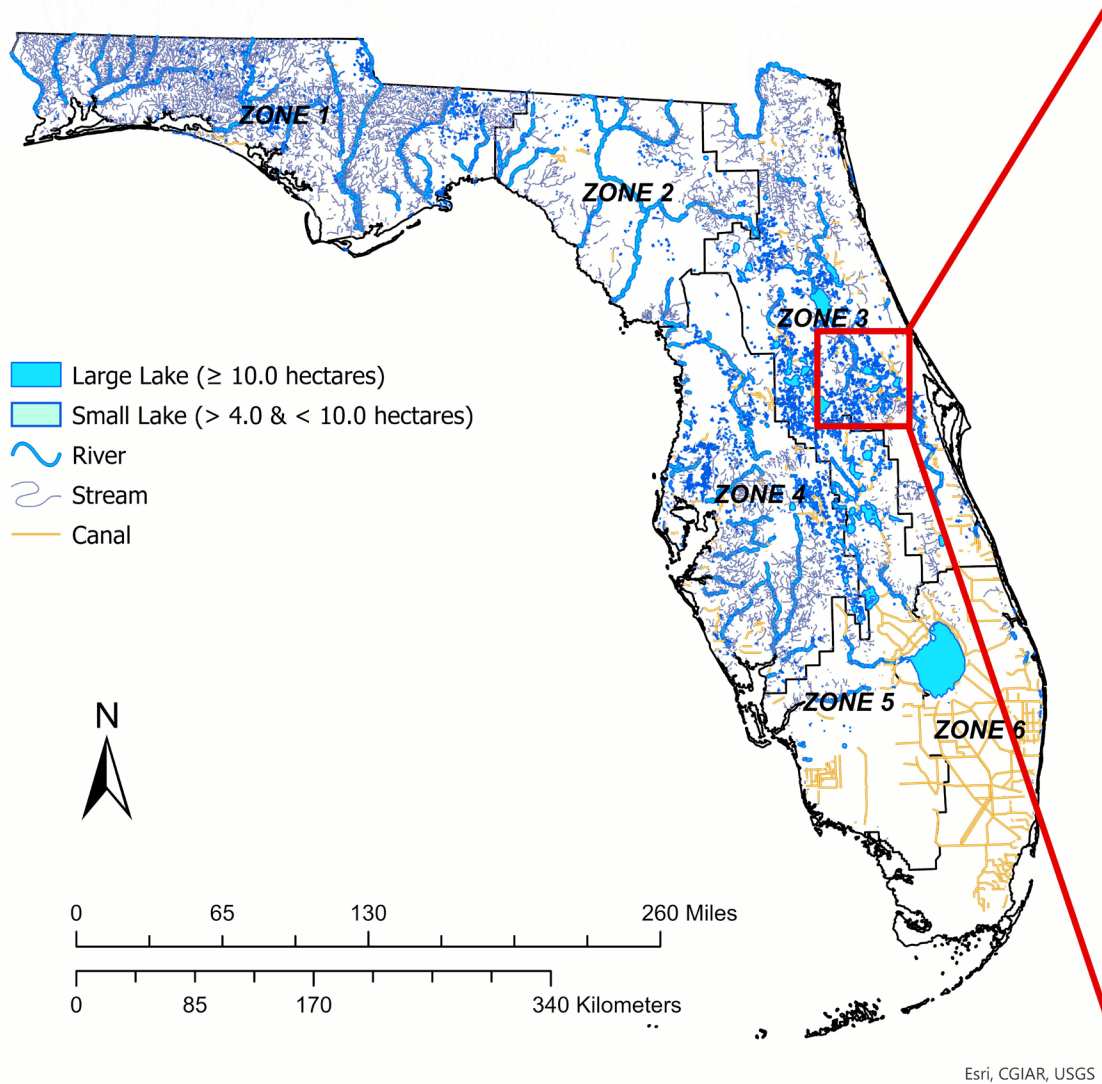 ZONE 1
ZONE 2
ZONE 3
Large Lake (≥ 10.0 hectares)
Small Lake (> 4.0 & < 10.0 hectares)
River
Stream
Canal
ZONE 4
ZONE 5
ZONE 6
N
0 65 130 260 Miles
0 85 170 340 Kilometers
Esri, CGIAR, USGS